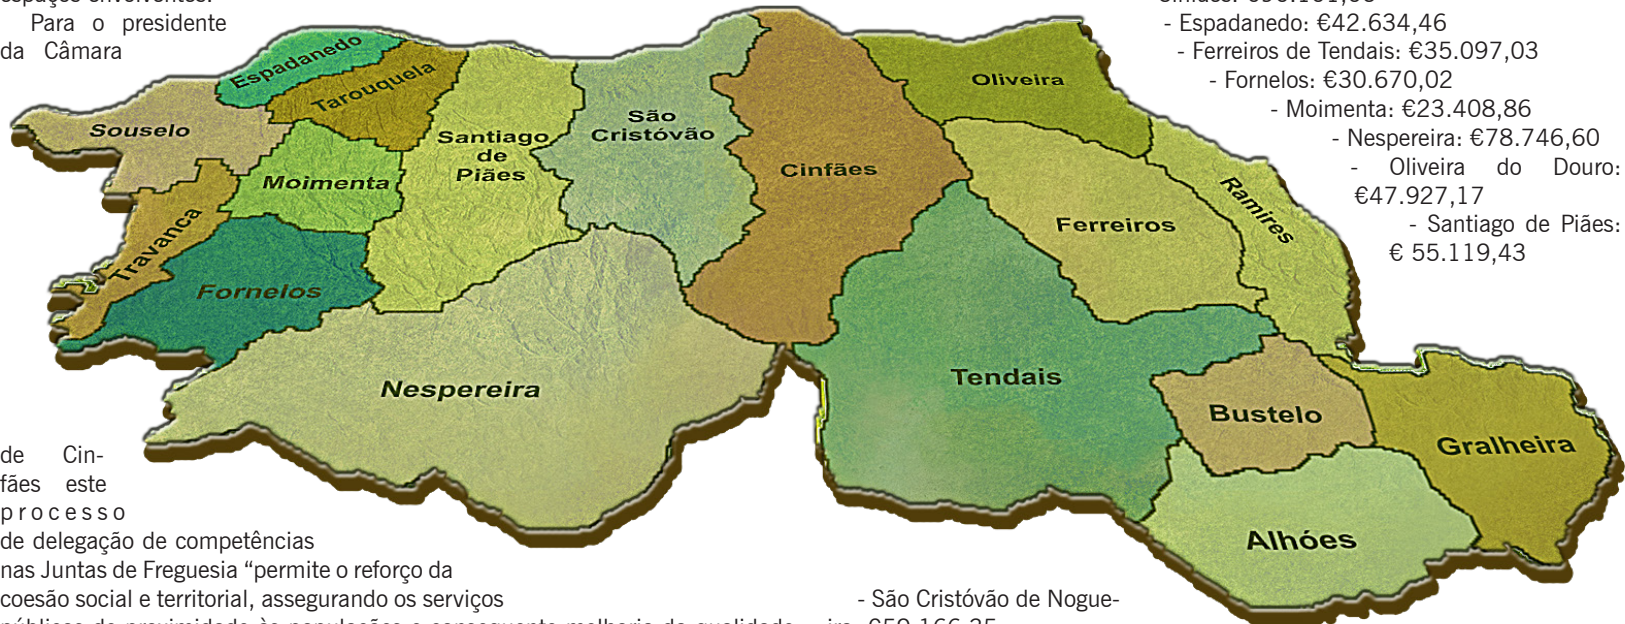 Para o presidente
da Câmara
de Cin-
fães este
processo
de delegação de competências
nas Juntas de Freguesia “permite o reforço da
coesão social e territorial, assegurando os serviços
Espadanedo
Tarouquela
Souselo
Moimenta
Travanca
Fornelos
Santiago
de
Piães
São
Cristóvão
Cinfães
Oliveira
Ramires
Ferreiros
Nespereira
Tendais
Bustelo
Gralheira
Alhóes
- Espadanedo: €42.634,46
- Ferreiros de Tendais: €35.097,03
- Fornelos: €30.670,02
- Moimenta: €23.408,86
- Nespereira: €78.746,60
- Oliveira do Douro:
€47.927,17
- Santiago de Piães:
€ 55.119,43
- São Cristóvão de Nogue-